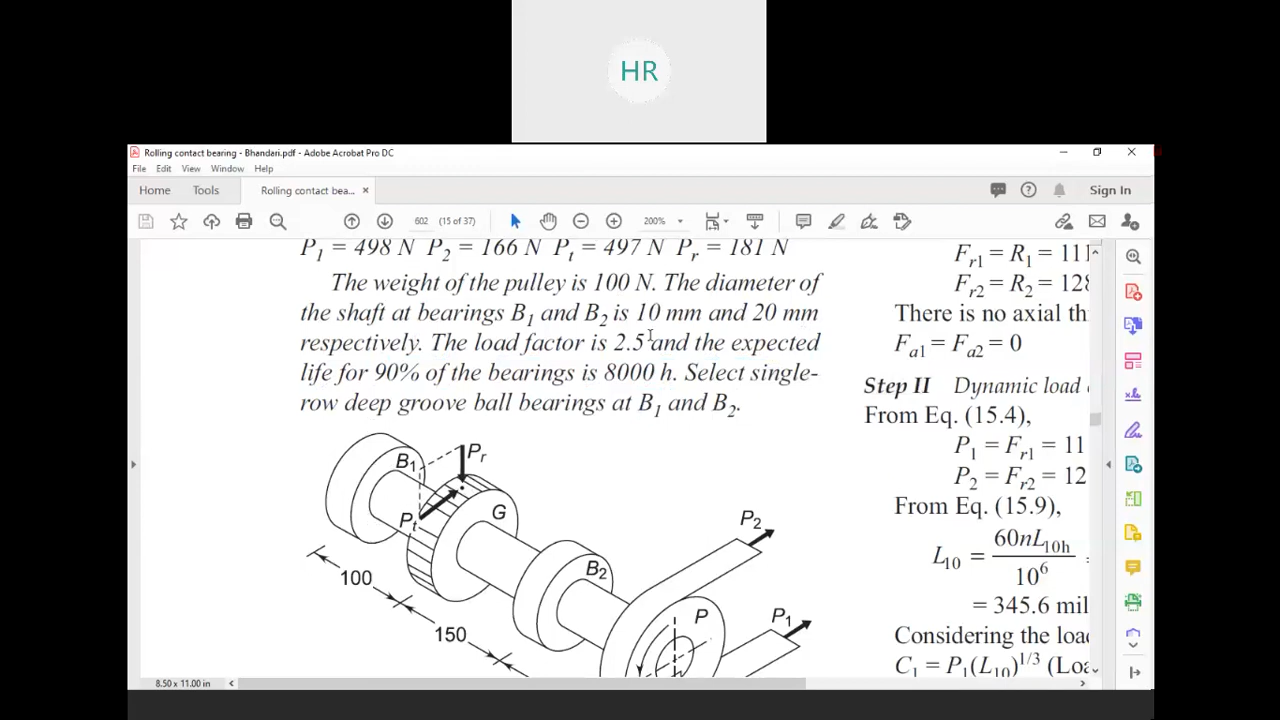 HR
Rolling contact bearing - Bhandari.pdf - Adobe Acrobat Pro DC
File Edit View Window Help
Home Tools Rolling contact bea... × Sign In
602 (15 of 37) 200%
P1 = 498 N P2 = 166 N Pt = 497 N Pr = 181 N
The weight of the pulley is 100 N. The diameter of
the shaft at bearings B1 and B2 is 10 mm and 20 mm
respectively. The load factor is 2.5 and the expected
life for 90% of the bearings is 8000 h. Select single-
row deep groove ball bearings at B1 and B2.
B1 Pr
Pt G
P2
B2
P
P1
100
150
Fr1 = R1 = 111
Fr2 = R2 = 128
There is no axial th
Fa1 = Fa2 = 0
Step II Dynamic load
From Eq. (15.4),
P1 = Fr1 = 11
P2 = Fr2 = 12
From Eq. (15.9),
L10 = 60nL10h / 10^6 =
= 345.6 mil
Considering the loa
C1 = P1(L10)^1/3 (Loa
8.50 x 11.00 in